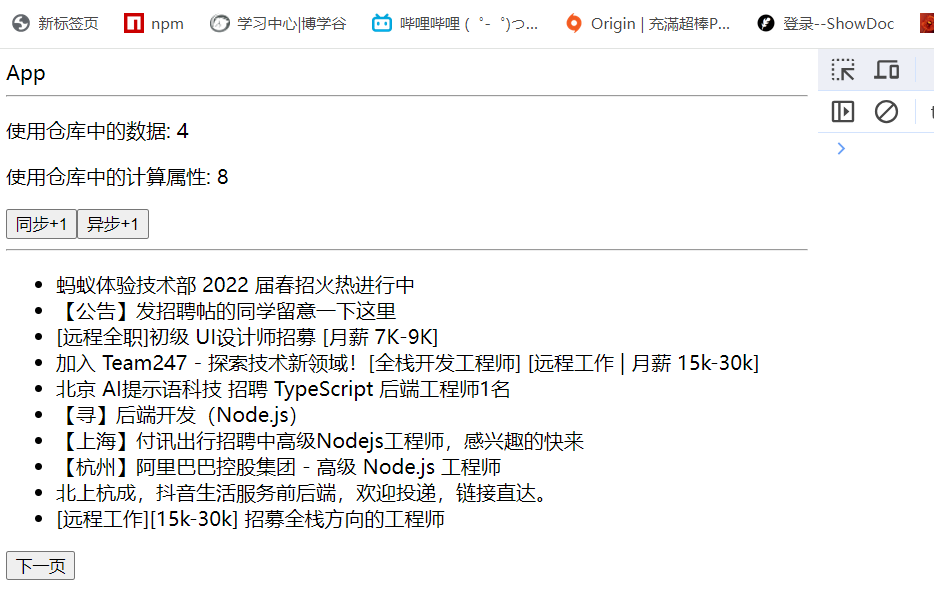 新标签页 npm 学习中心|博学谷 哔哩哔哩 (゜-゜)つ... Origin | 充滿超棒P... 登录--ShowDoc
App
使用仓库中的数据: 4
使用仓库中的计算属性: 8
同步+1 异步+1
蚂蚁体验技术部 2022 届春招火热进行中
【公告】发招聘帖的同学留意一下这里
[远程全职]初级 UI设计师招募 [月薪 7K-9K]
加入 Team247 - 探索技术新领域！[全栈开发工程师] [远程工作 | 月薪 15k-30k]
北京 AI提示语科技 招聘 TypeScript 后端工程师1名
【寻】后端开发（Node.js）
【上海】付讯出行招聘中高级Nodejs工程师，感兴趣的快来
【杭州】阿里巴巴控股集团 - 高级 Node.js 工程师
北上杭成，抖音生活服务前后端，欢迎投递，链接直达。
[远程工作][15k-30k] 招募全栈方向的工程师
下一页